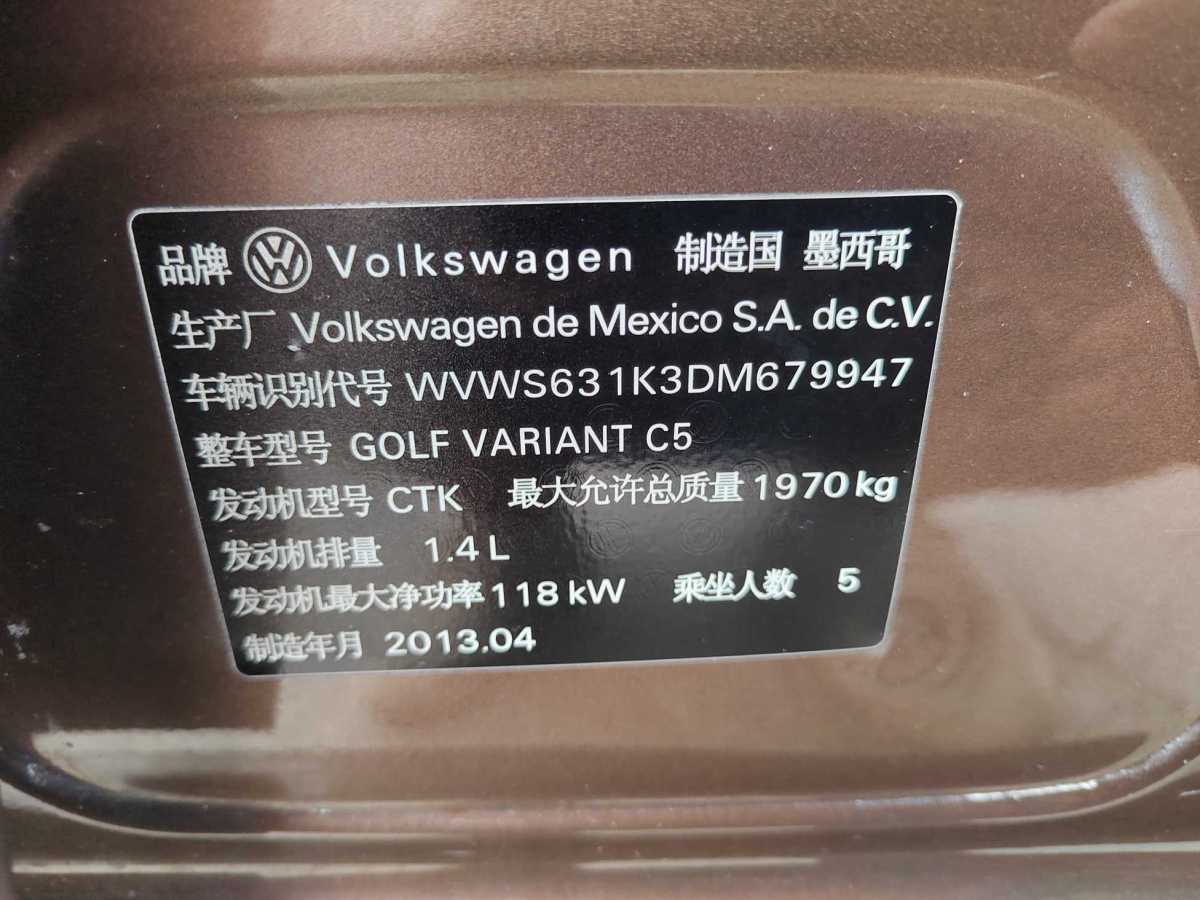 品牌 Volkswagen 制造国 墨西哥
生产厂 Volkswagen de Mexico S.A. de C.V.
车辆识别代号 WVWS631K3DM679947
整车型号 GOLF VARIANT C5
发动机型号 CTK 最大允许总质量 1970 kg
发动机排量 1.4 L
发动机最大净功率 118 kW 乘坐人数 5
制造年月 2013.04